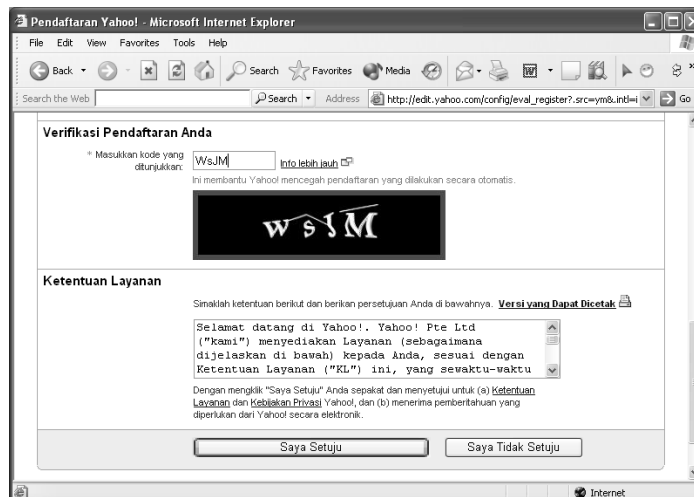 Pendaftaran Yahoo! - Microsoft Internet Explorer
File Edit View Favorites Tools Help
Back Search Favorites Media
Search the Web Search Address http://edit.yahoo.com/config/eval_register?.src=ym&.intl=i Go
Verifikasi Pendaftaran Anda
* Masukkan kode yang
ditunjukkan:
WsJM
Info lebih jauh
Ini membantu Yahoo! mencegah pendaftaran yang dilakukan secara otomatis.
Ketentuan Layanan
Simaklah ketentuan berikut dan berikan persetujuan Anda di bawahnya. Versi yang Dapat Dicetak
Selamat datang di Yahoo!. Yahoo! Pte Ltd
("kami") menyediakan Layanan (sebagaimana
dijelaskan di bawah) kepada Anda, sesuai dengan
Ketentuan Layanan ("KL") ini, yang sewaktu-waktu
Dengan mengklik "Saya Setuju" Anda sepakat dan menyetujui untuk (a) Ketentuan
Layanan dan Kebijakan Privasi Yahoo!, dan (b) menerima pemberitahuan yang
diperlukan dari Yahoo! secara elektronik.
Saya Setuju Saya Tidak Setuju
Internet